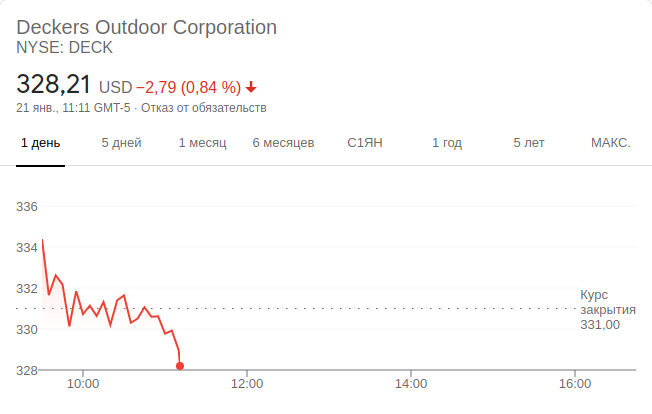 Deckers Outdoor Corporation
NYSE: DECK
328,21 USD −2,79 (0,84 %)
21 янв., 11:11 GMT-5 · Отказ от обязательств
1 день 5 дней 1 месяц 6 месяцев С1ЯН 1 год 5 лет МАКС.
336
334
332
330
328
Курс
закрытия
331,00
10:00 12:00 14:00 16:00